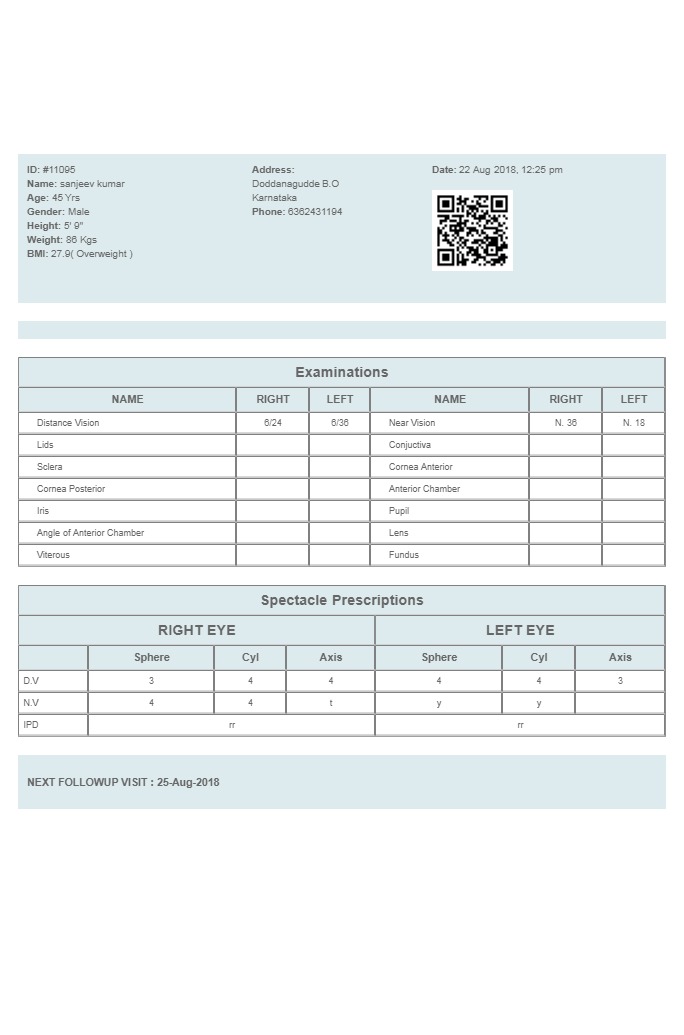 ID: #11095
Name: sanjeev kumar
Age: 45 Yrs
Gender: Male
Height: 5' 9"
Weight: 86 Kgs
BMI: 27.9( Overweight )
Address:
Doddanagudde B.O
Karnataka
Phone: 6362431194
Date: 22 Aug 2018, 12:25 pm
Examinations
NAME RIGHT LEFT NAME RIGHT LEFT
Distance Vision 6/24 6/36 Near Vision N. 36 N. 18
Lids Conjuctiva
Sclera Cornea Anterior
Cornea Posterior Anterior Chamber
Iris Pupil
Angle of Anterior Chamber Lens
Viterous Fundus
Spectacle Prescriptions
RIGHT EYE LEFT EYE
Sphere Cyl Axis Sphere Cyl Axis
D.V 3 4 4 4 4 3
N.V 4 4 t y y
IPD rr rr
NEXT FOLLOWUP VISIT : 25-Aug-2018